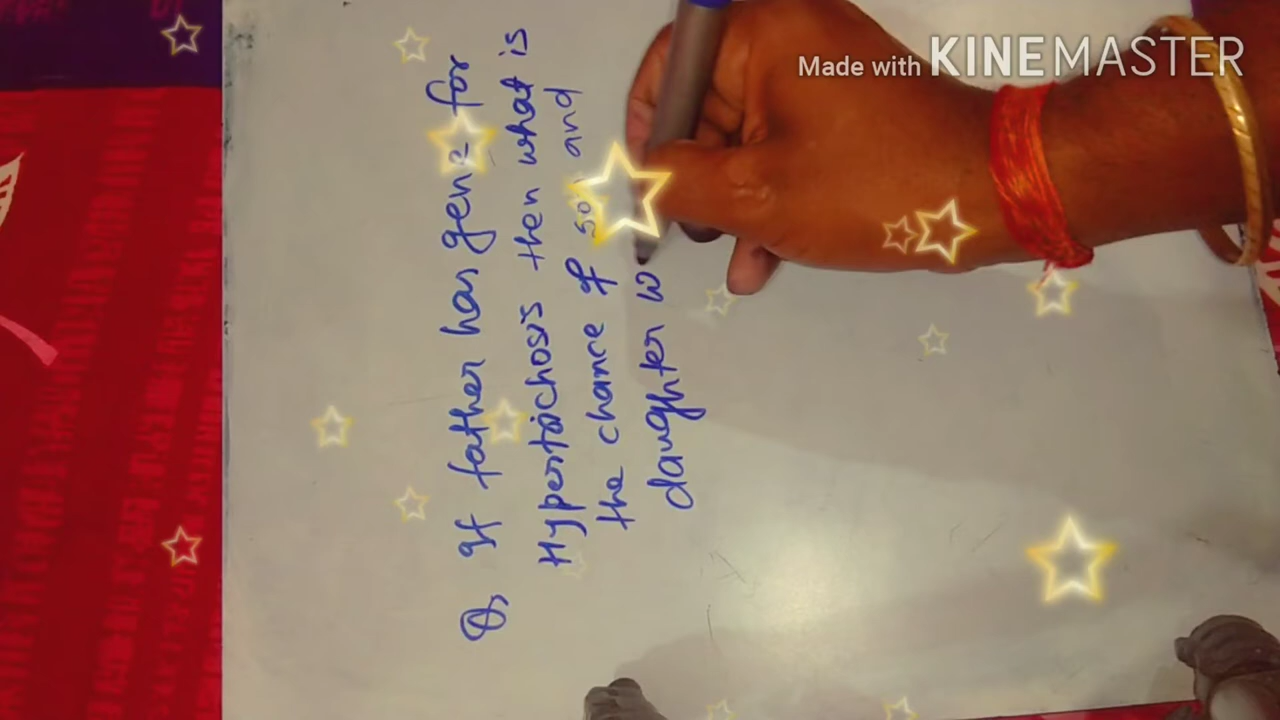 Q, If father has gene for
Hypertrichosis then what is
the chance of son and
daughter w
Made with KINEMASTER